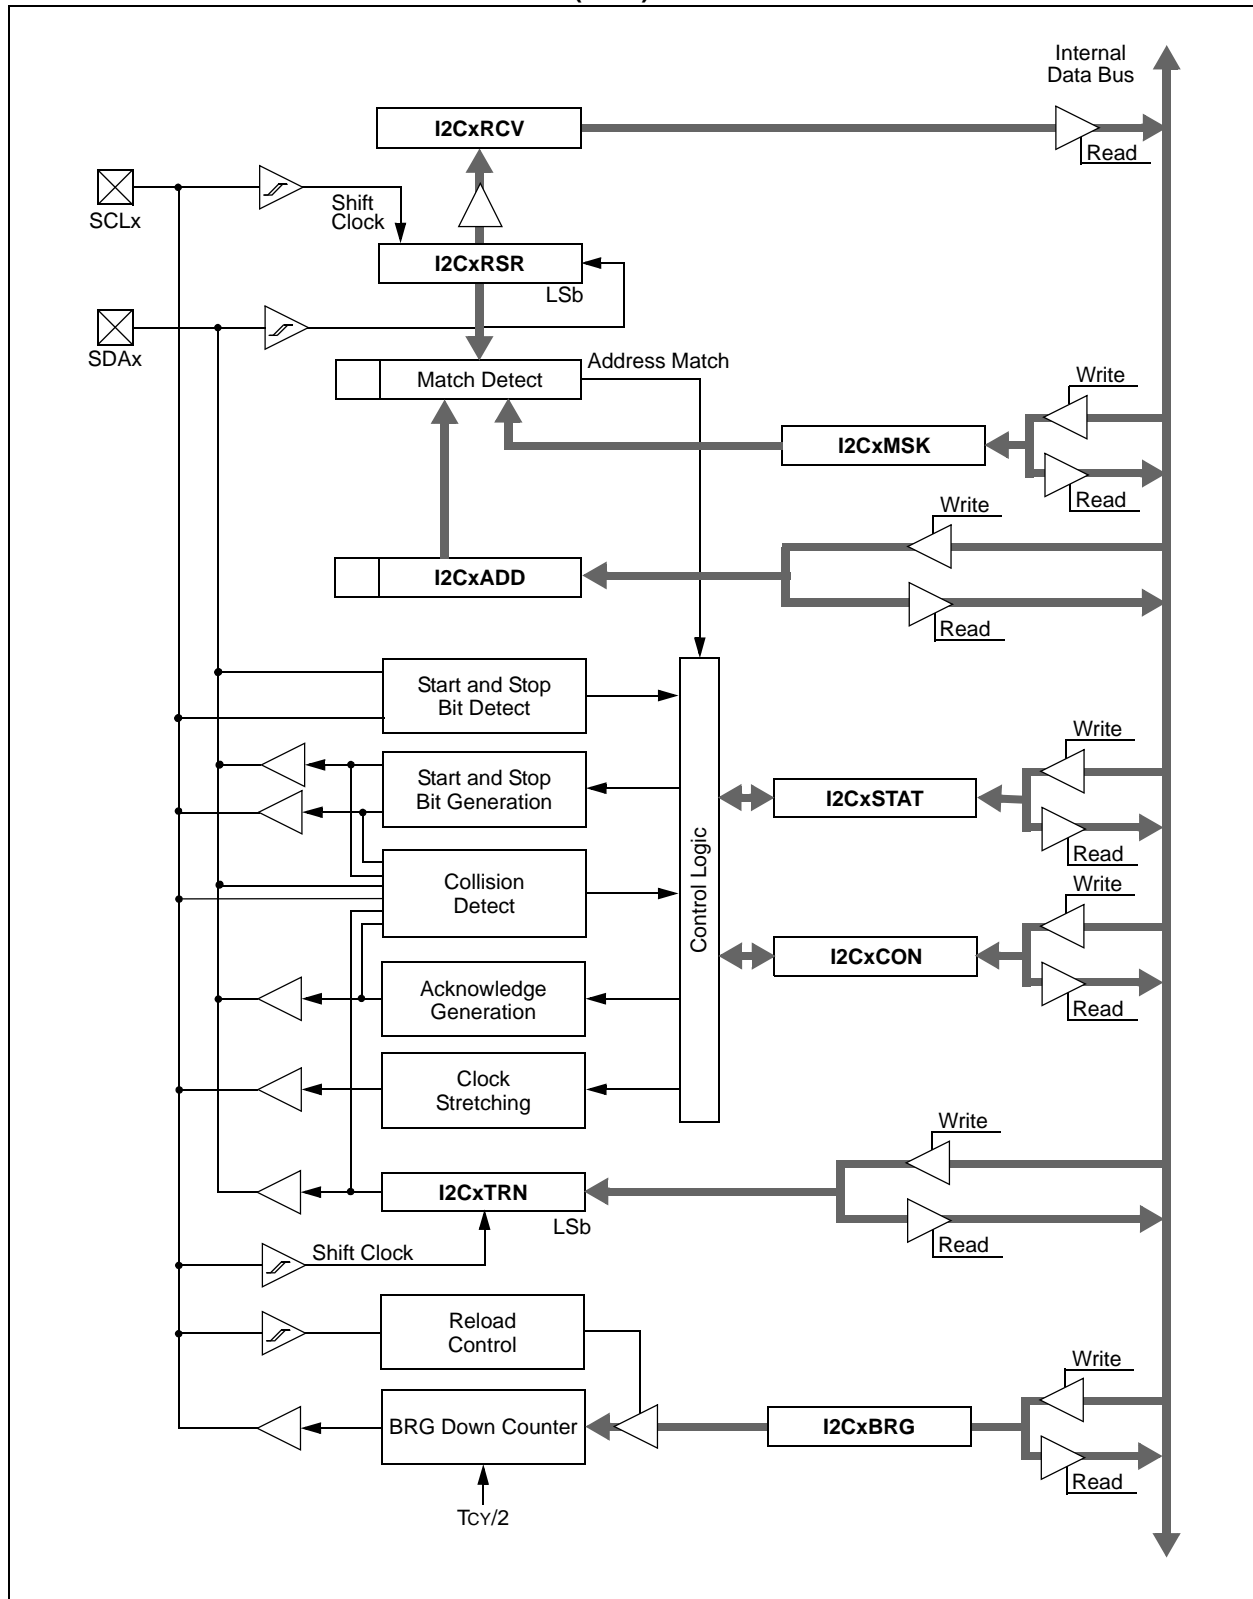 Internal
Data Bus
I2CxRCV
Read
SCLx
Shift
Clock
I2CxRSR
LSb
SDAx
Address Match
Match Detect
Write
I2CxMSK
Read
Write
I2CxADD
Read
Start and Stop
Bit Detect
Write
Start and Stop
Bit Generation
I2CxSTAT
Read
Control Logic
Collision
Detect
Write
I2CxCON
Acknowledge
Generation
Read
Clock
Stretching
Write
I2CxTRN
LSb
Read
Shift Clock
Reload
Control
Write
BRG Down Counter
I2CxBRG
Read
TCY/2